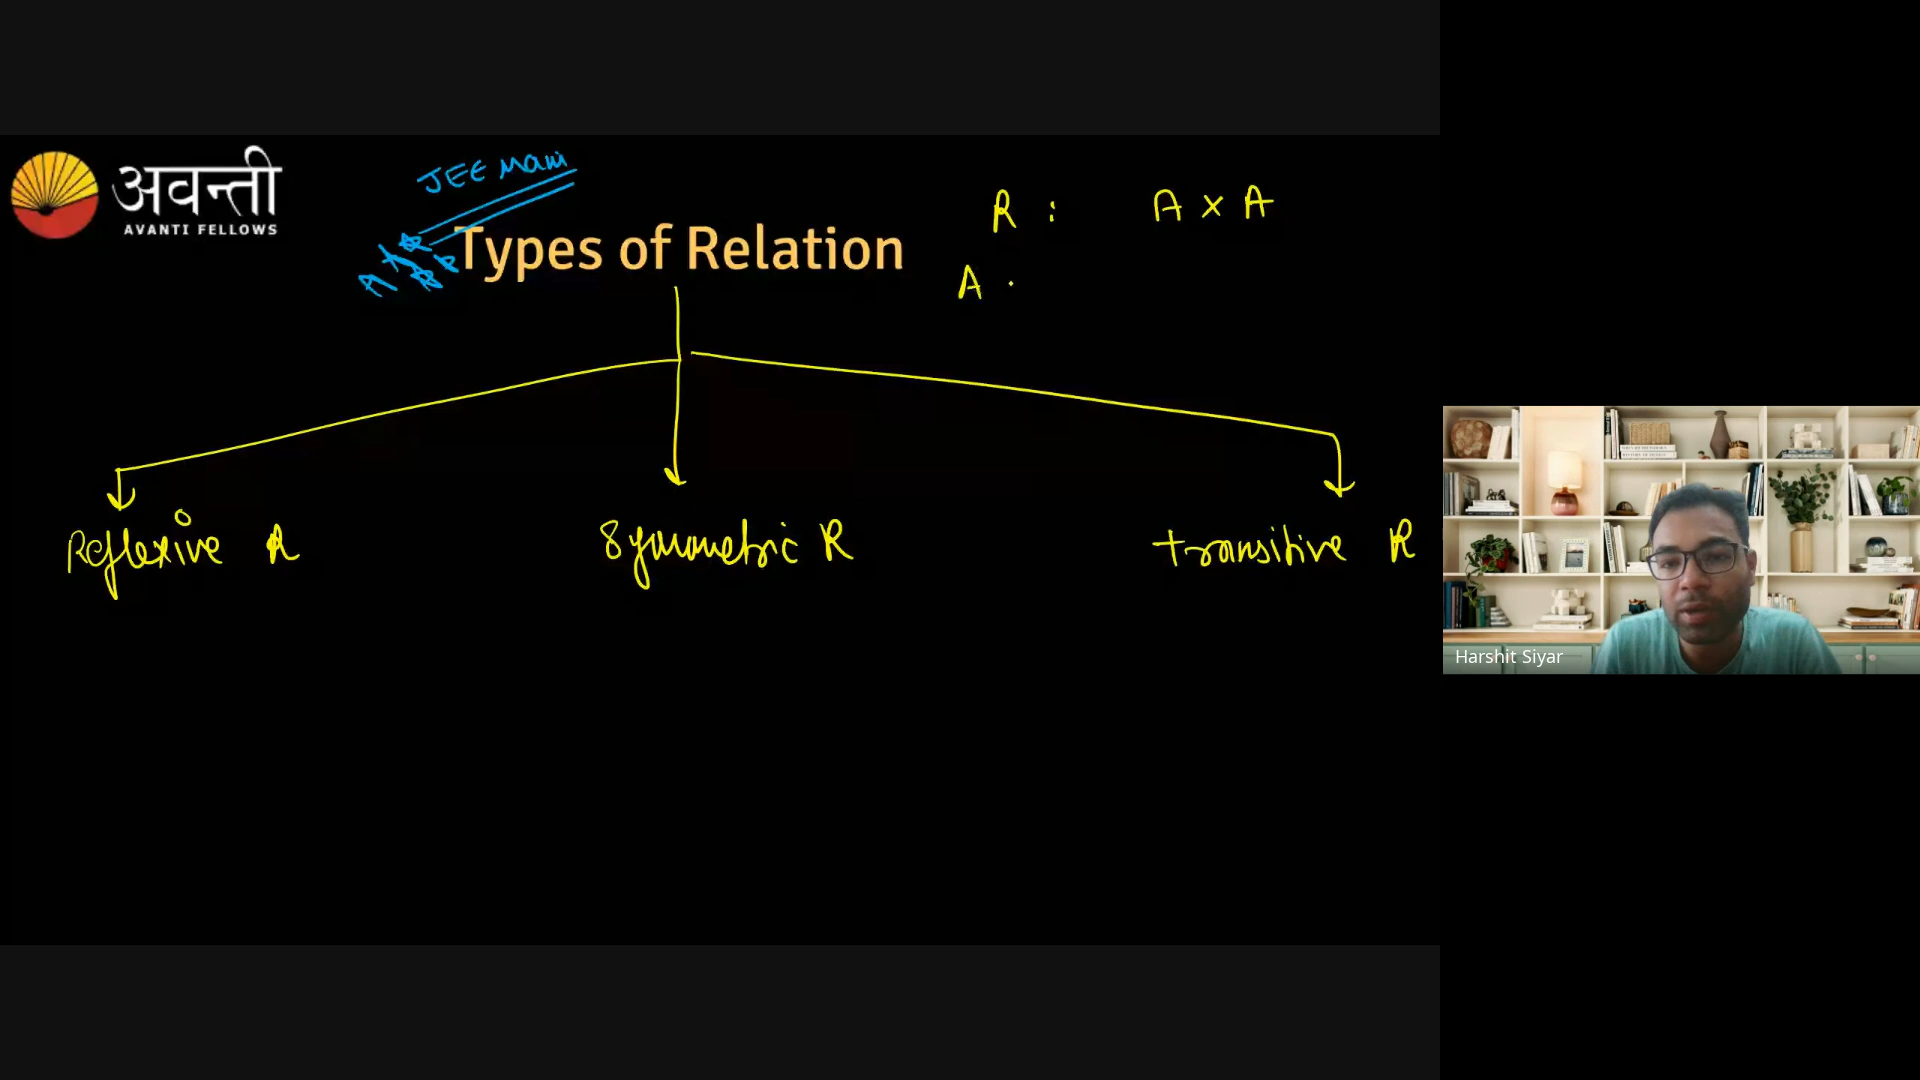 अवन्ती
AVANTI FELLOWS
JEE Main
Types of Relation
R : A × A
A .
Reflexive R
Symmetric R
transitive R
Harshit Siyar